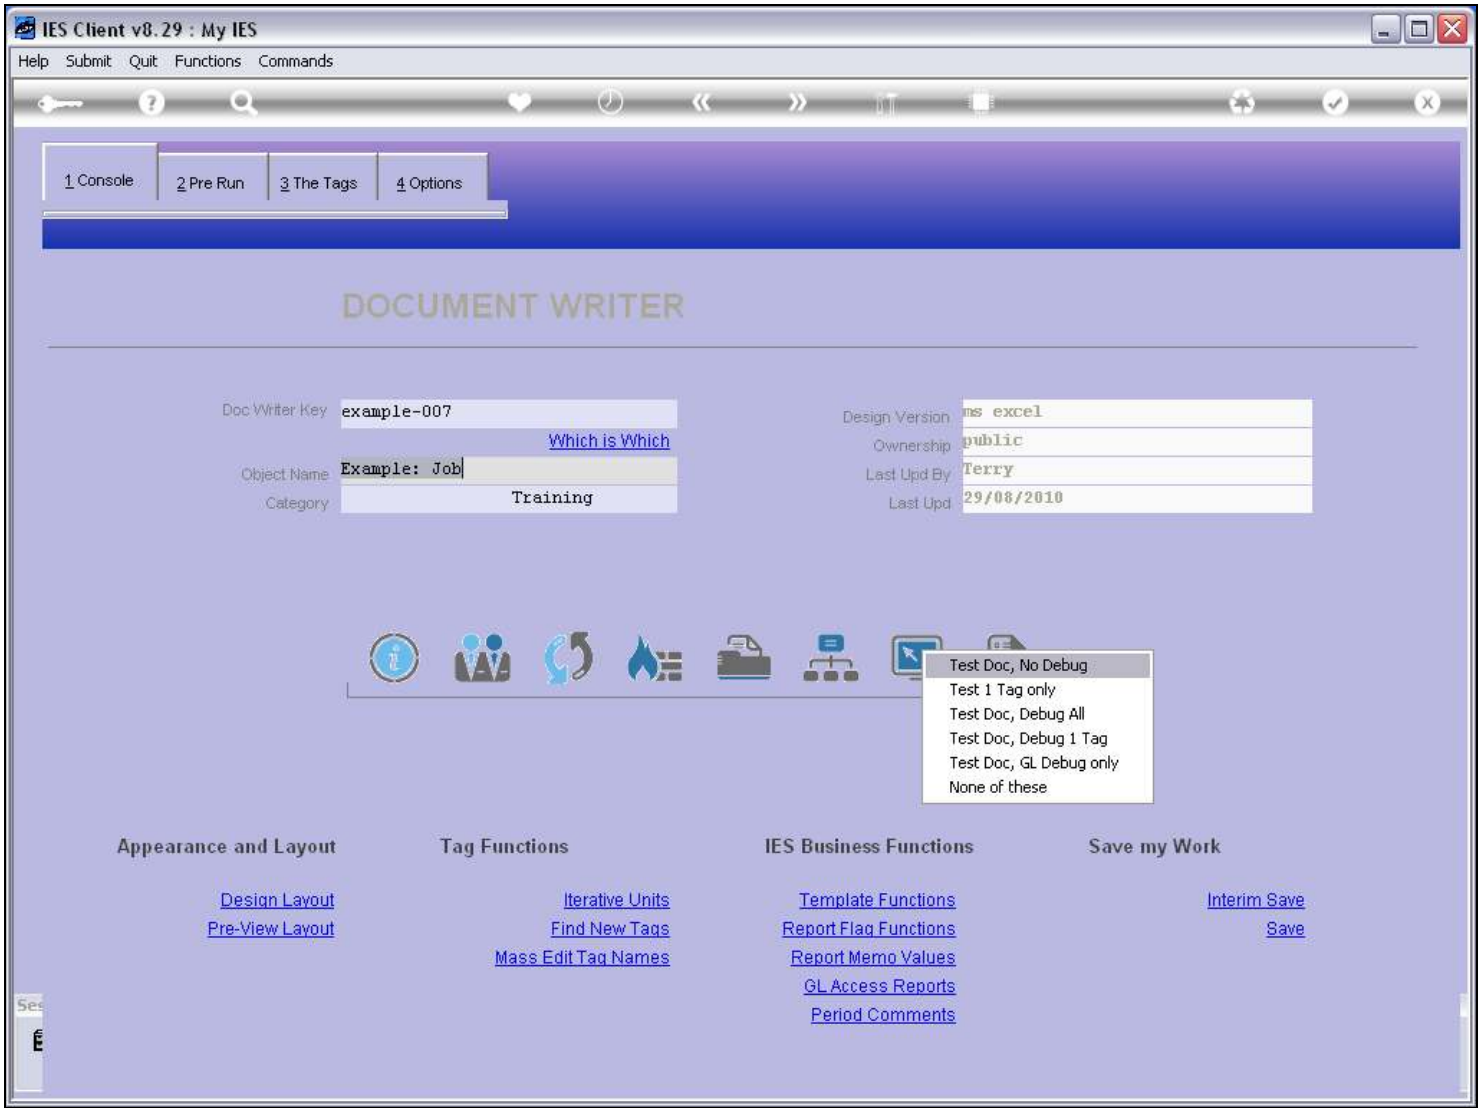 IES Client v8.29 : My IES
Help Submit Quit Functions Commands
1 Console 2 Pre Run 3 The Tags 4 Options
DOCUMENT WRITER
Doc Writer Key example-007
Which is Which
Object Name Example: Job
Category Training
Design Version ms excel
Ownership public
Last Upd By Terry
Last Upd 29/08/2010
Test Doc, No Debug
Test 1 Tag only
Test Doc, Debug All
Test Doc, Debug 1 Tag
Test Doc, GL Debug only
None of these
Appearance and Layout
Design Layout
Pre-View Layout
Tag Functions
Iterative Units
Find New Tags
Mass Edit Tag Names
IES Business Functions
Template Functions
Report Flag Functions
Report Memo Values
GL Access Reports
Period Comments
Save my Work
Interim Save
Save